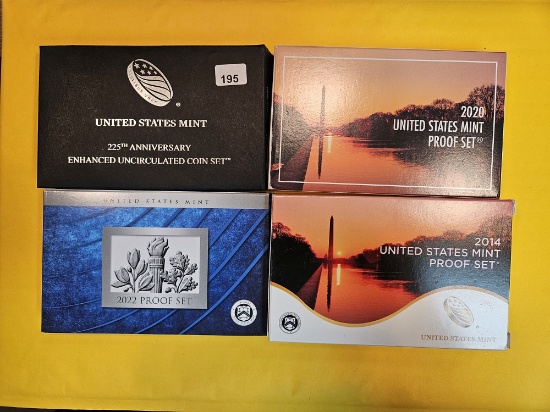 195
UNITED STATES MINT
225TH ANNIVERSARY
ENHANCED UNCIRCULATED COIN SET™
2020
UNITED STATES MINT
PROOF SET®
UNITED STATES MINT
2022 PROOF SET
2014
UNITED STATES MINT
PROOF SET
UNITED STATES MINT